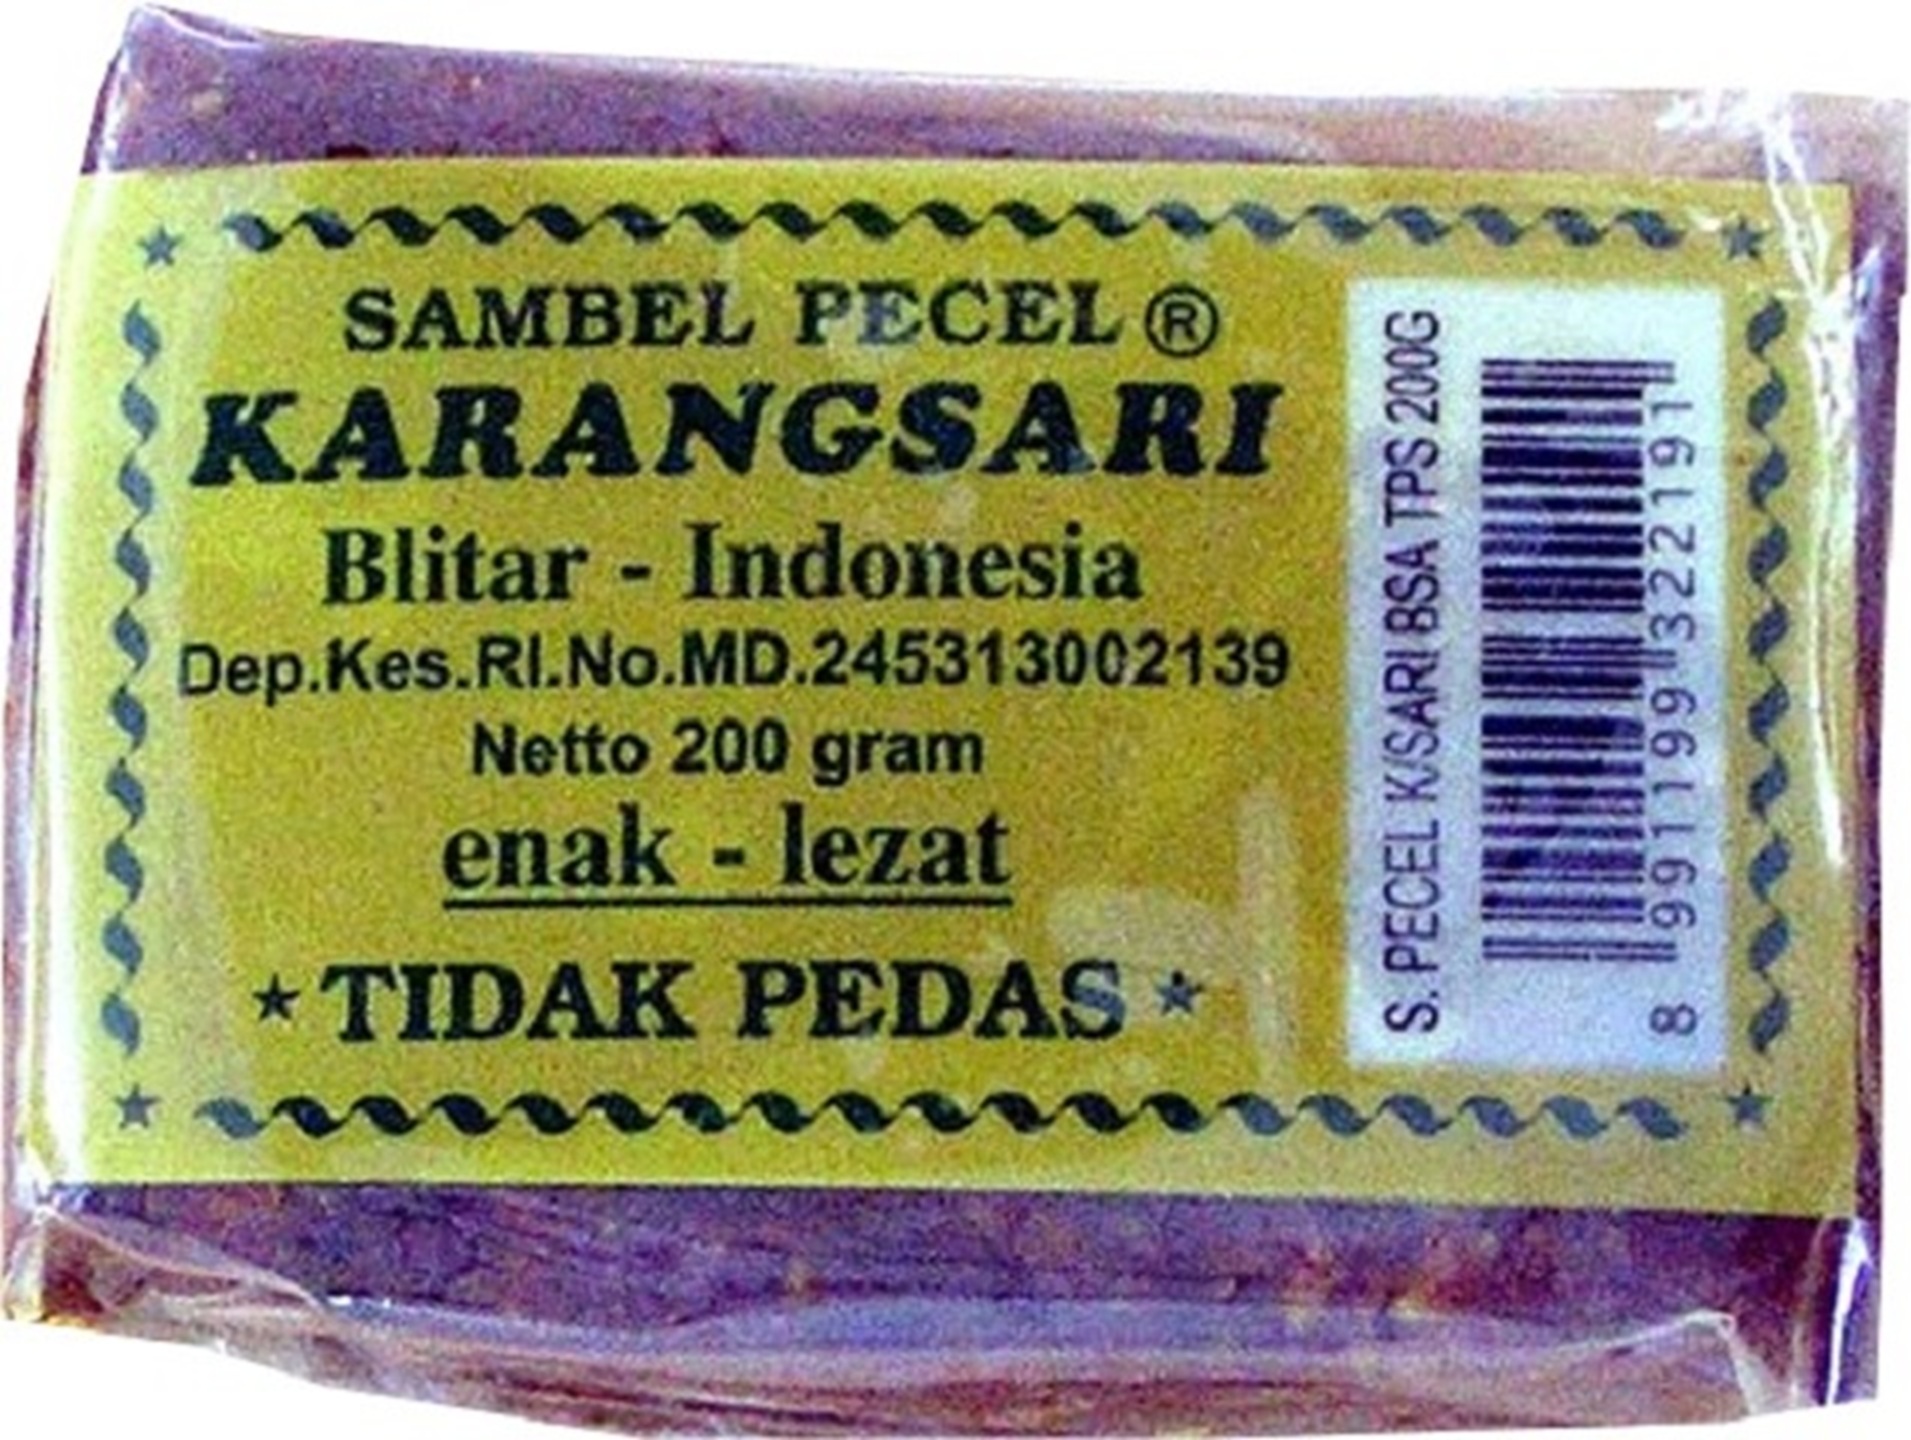 SAMBEL PECEL ®
KARANGSARI
Blitar - Indonesia
Dep.Kes.RI.No.MD.245313002139
Netto 200 gram
enak - lezat
★ TIDAK PEDAS ★
S. PECEL K/SARI BSA TPS 200G
8 991199 322191